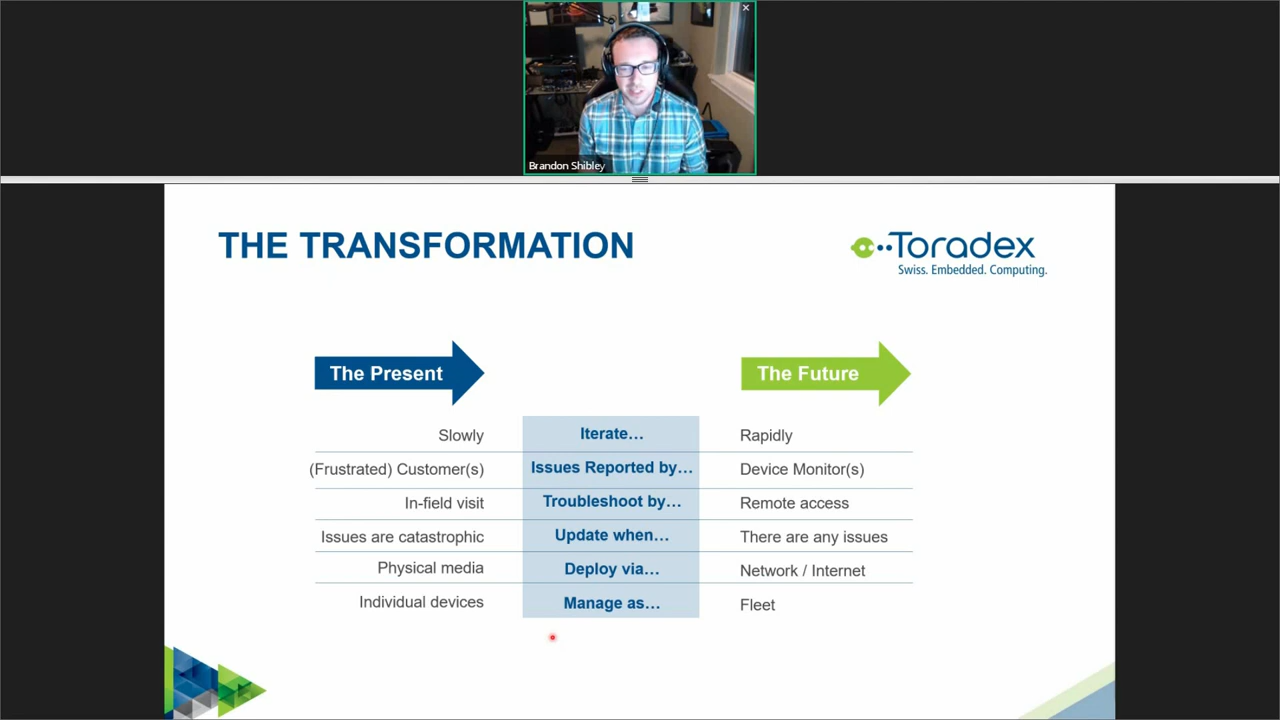 Brandon Shibley
THE TRANSFORMATION
Toradex
Swiss. Embedded. Computing.
The Present
The Future
Slowly Iterate… Rapidly
(Frustrated) Customer(s) Issues Reported by… Device Monitor(s)
In-field visit Troubleshoot by… Remote access
Issues are catastrophic Update when… There are any issues
Physical media Deploy via… Network / Internet
Individual devices Manage as… Fleet